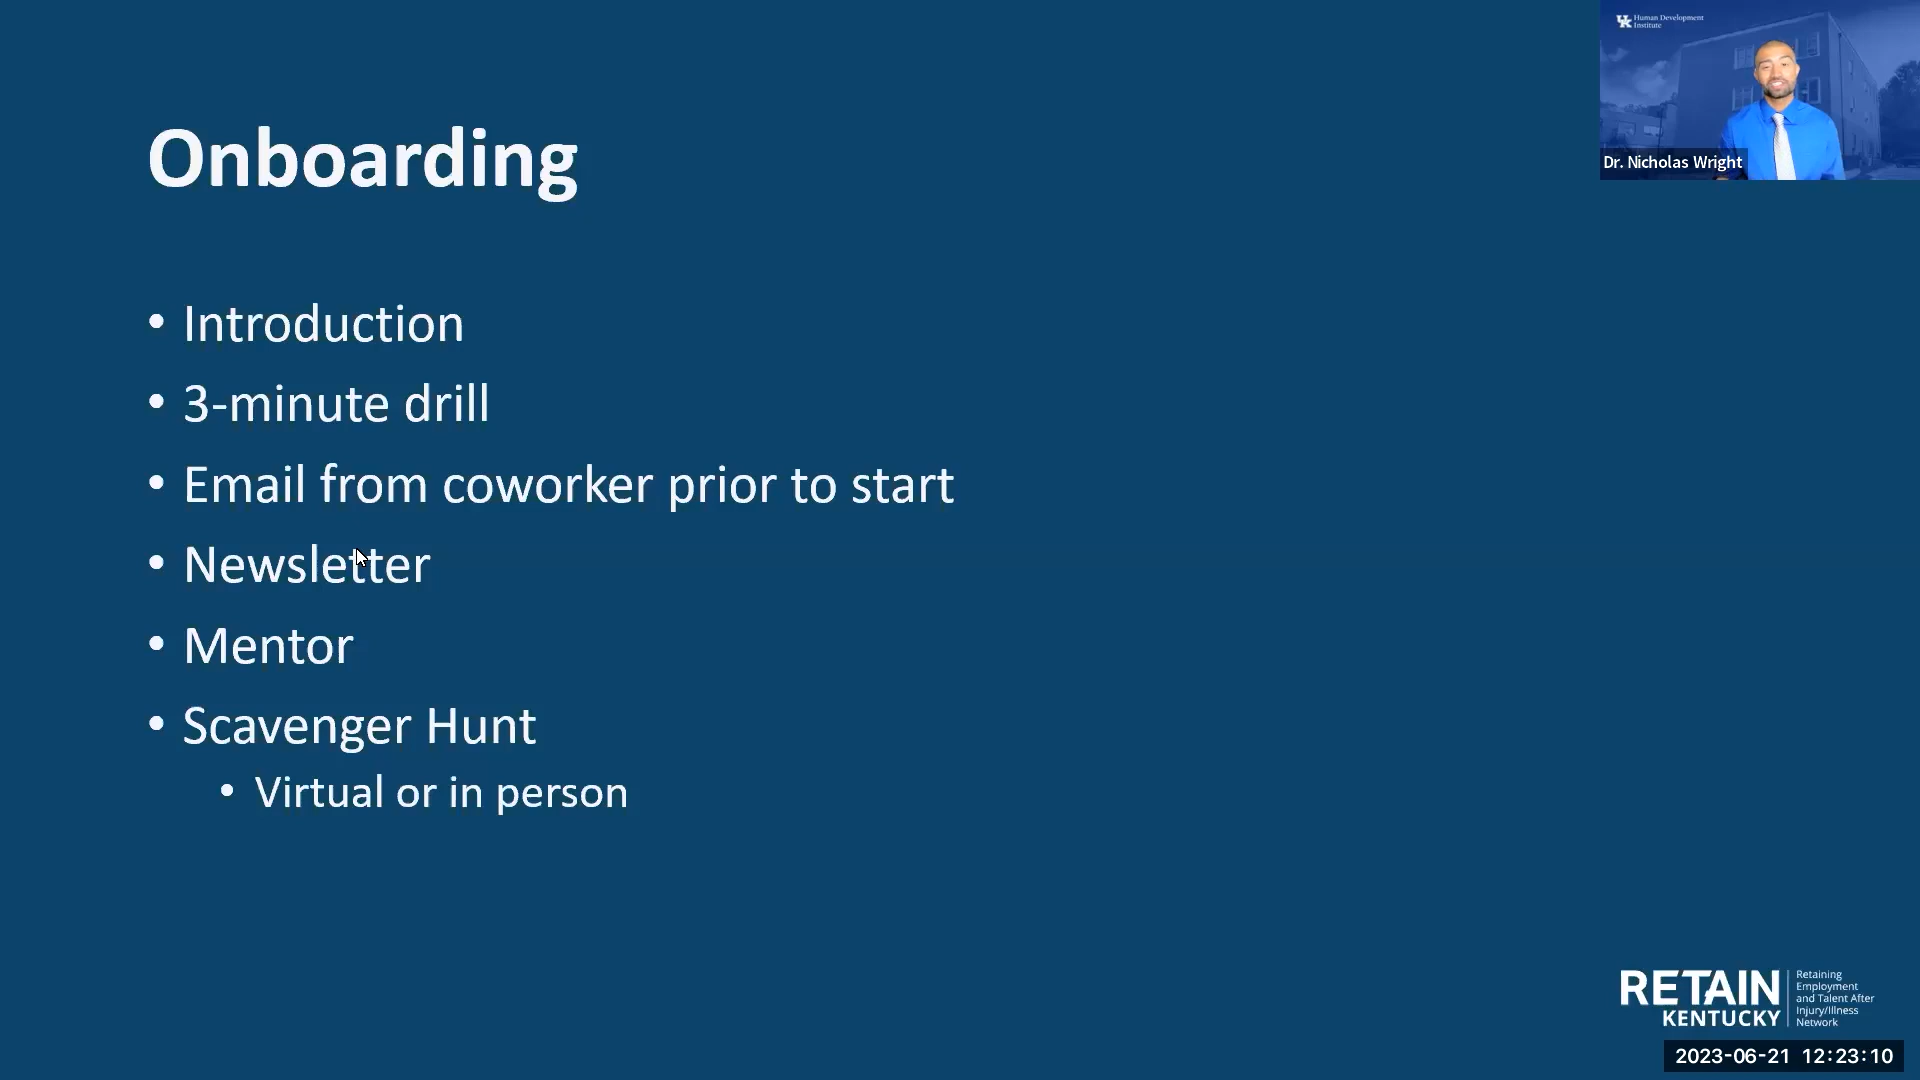 Human Development
Institute
Dr. Nicholas Wright
Onboarding
• Introduction
• 3-minute drill
• Email from coworker prior to start
• Newsletter
• Mentor
• Scavenger Hunt
• Virtual or in person
RETAIN
KENTUCKY
Retaining
Employment
and Talent After
Injury/Illness
Network
2023-06-21 12:23:10